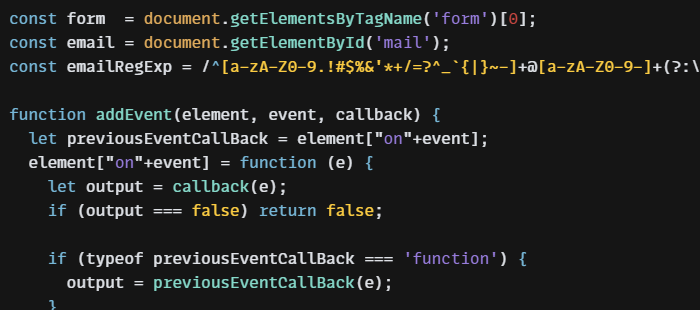 const form  = document.getElementsByTagName('form')[0];
const email = document.getElementById('mail');
const emailRegExp = /^[a-zA-Z0-9.!#$%&'*+/=?^_`{|}~-]+@[a-zA-Z0-9-]+(?:\
function addEvent(element, event, callback) {
  let previousEventCallBack = element["on"+event];
  element["on"+event] = function (e) {
    let output = callback(e);
    if (output === false) return false;
    if (typeof previousEventCallBack === 'function') {
      output = previousEventCallBack(e);
    }